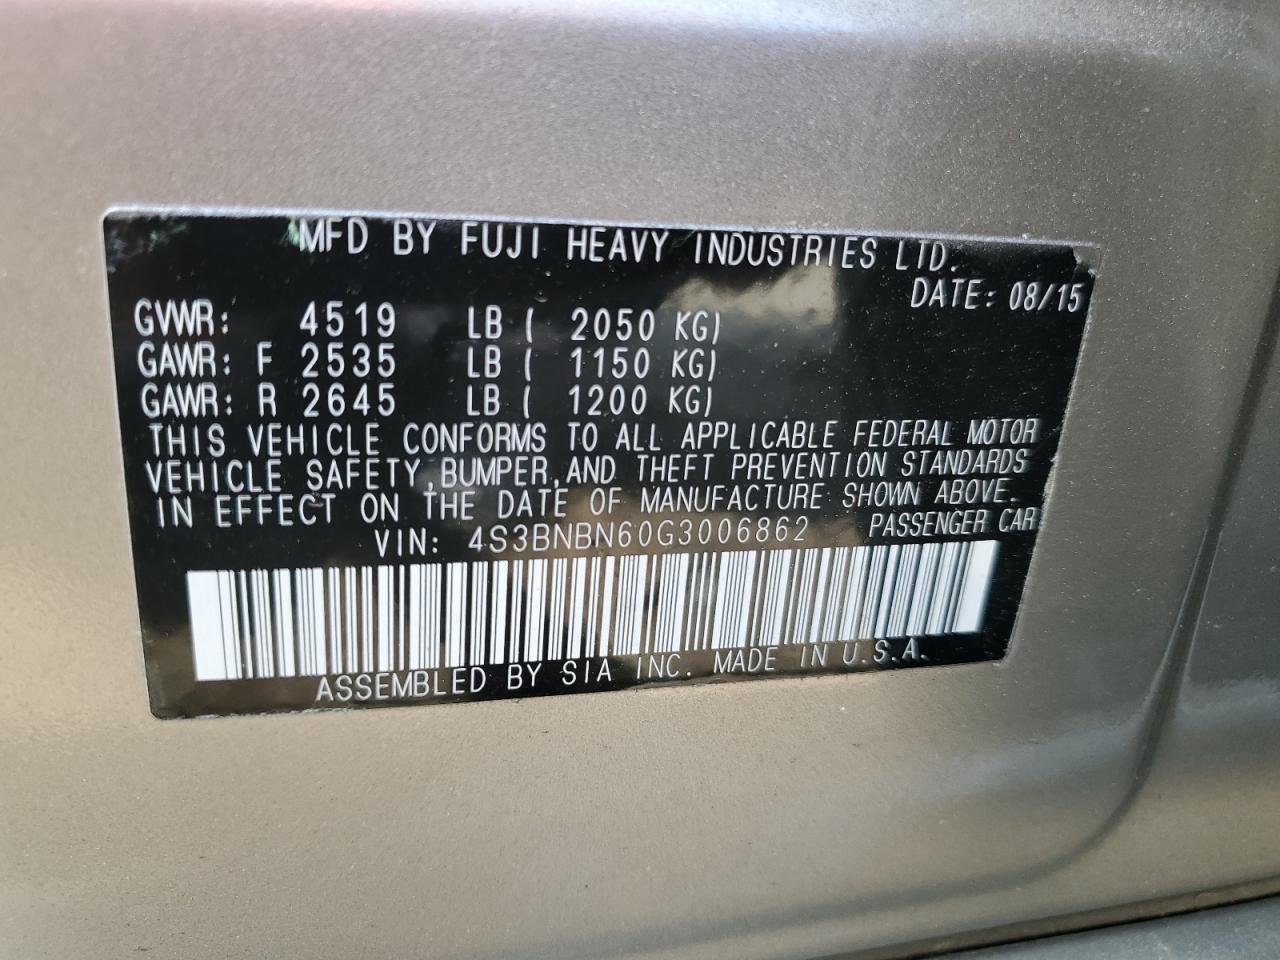 MFD BY FUJI HEAVY INDUSTRIES LTD.
DATE: 08/15
GVWR: 4519 LB ( 2050 KG)
GAWR: F 2535 LB ( 1150 KG)
GAWR: R 2645 LB ( 1200 KG)
THIS VEHICLE CONFORMS TO ALL APPLICABLE FEDERAL MOTOR
VEHICLE SAFETY, BUMPER, AND THEFT PREVENTION STANDARDS
IN EFFECT ON THE DATE OF MANUFACTURE SHOWN ABOVE.
VIN: 4S3BNBN60G3006862 PASSENGER CAR
ASSEMBLED BY SIA INC. MADE IN U.S.A.